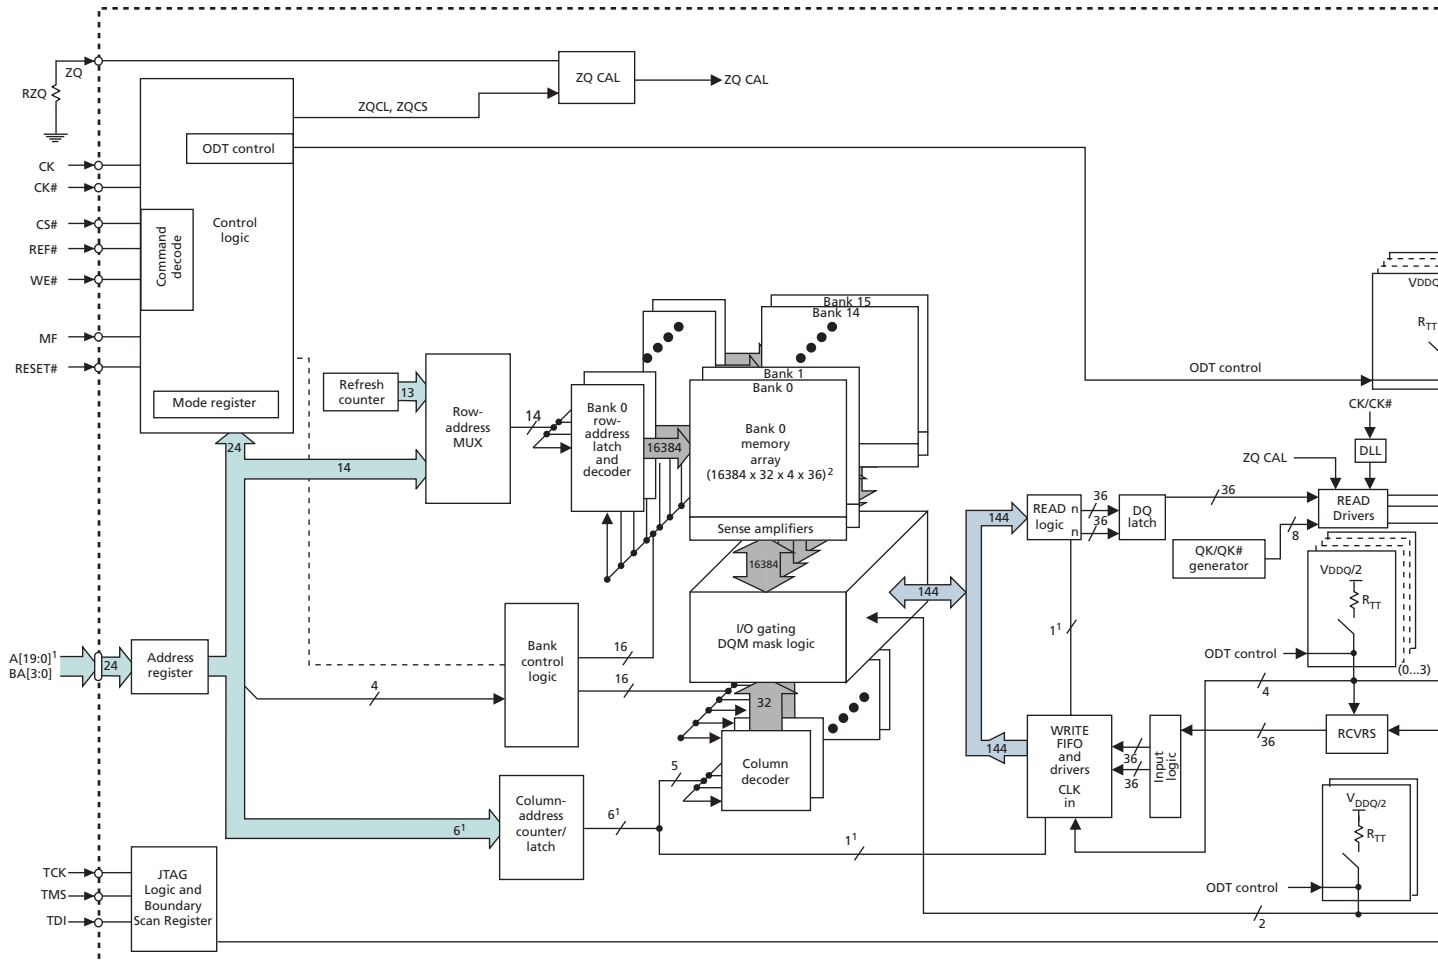 ZQ
RZQ
ZQ CAL
ZQ CAL
ZQCL, ZQCS
ODT control
CK
CK#
CS#
REF#
WE#
MF
RESET#
Control
logic
Command
decode
Mode register
Refresh
counter
13
Row-
address
MUX
14
24
14
Bank 0
row-
address
latch
and
decoder
16384
Bank 15
Bank 14
Bank 1
Bank 0
Bank 0
memory
array
(16384 x 32 x 4 x 36)²
Sense amplifiers
16384
I/O gating
DQM mask logic
32
Column
decoder
A[19:0]¹
BA[3:0]
24
Address
register
4
Bank
control
logic
16
16
5
6¹
Column-
address
counter/
latch
6¹
1¹
TCK
TMS
TDI
JTAG
Logic and
Boundary
Scan Register
144
144
144
READ
logic
n
n
36
36
DQ
latch
36
1¹
ODT control
VDDQ
RTT
CK/CK#
DLL
ZQ CAL
READ
Drivers
QK/QK#
generator
8
VDDQ/2
RTT
ODT control
(0...3)
4
WRITE
FIFO
and
drivers
CLK
in
36
36
Input
logic
36
RCVRS
VDDQ/2
RTT
ODT control
2